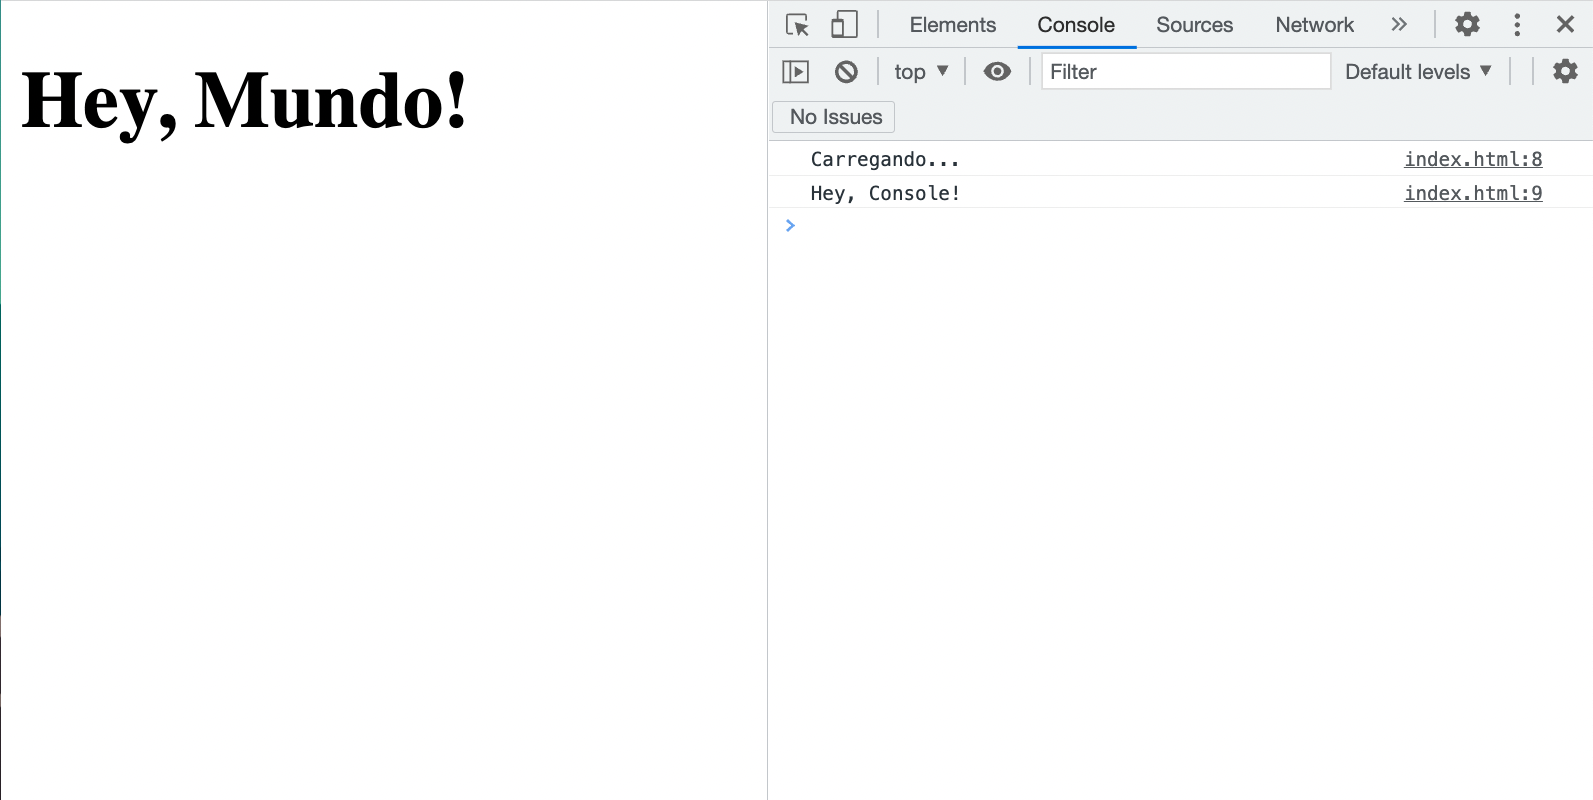 Hey, Mundo!
Elements Console Sources Network
top Filter Default levels
No Issues
Carregando... index.html:8
Hey, Console! index.html:9